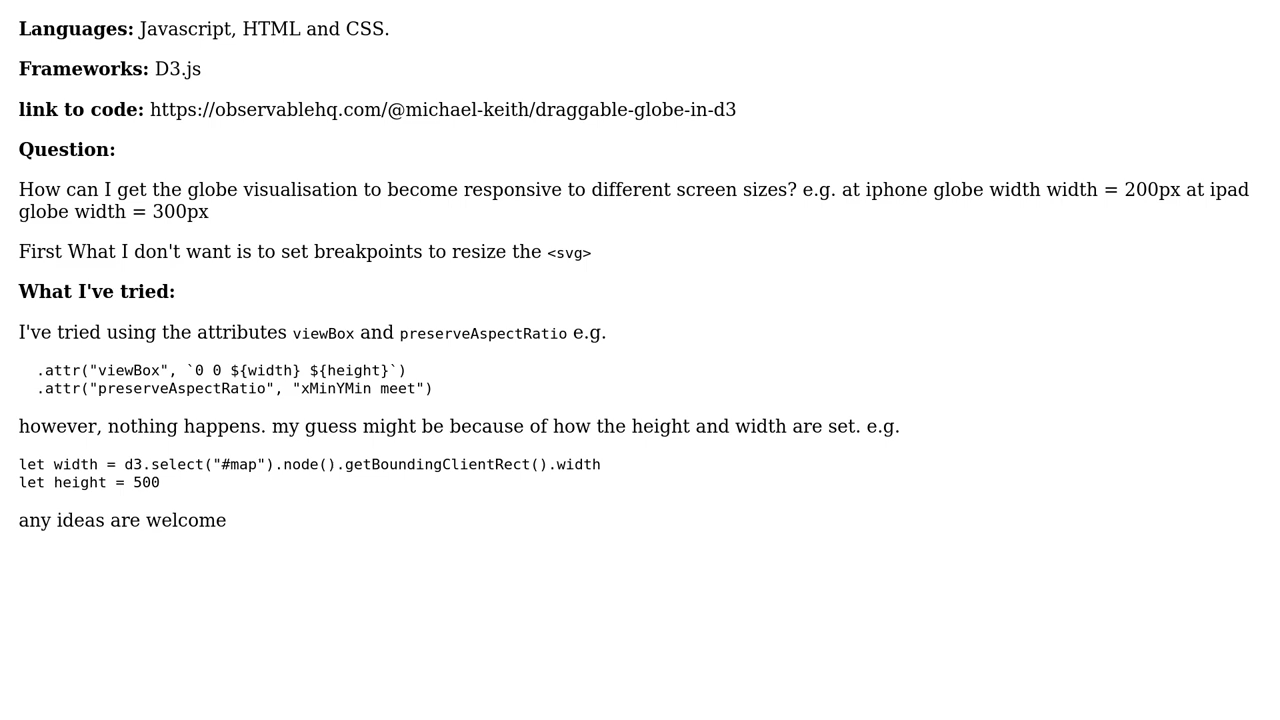 Languages: Javascript, HTML and CSS.
Frameworks: D3.js
link to code: https://observablehq.com/@michael-keith/draggable-globe-in-d3
Question:
How can I get the globe visualisation to become responsive to different screen sizes? e.g. at iphone globe width width = 200px at ipad
globe width = 300px
First What I don't want is to set breakpoints to resize the <svg>
What I've tried:
I've tried using the attributes viewBox and preserveAspectRatio e.g.
  .attr("viewBox", `0 0 ${width} ${height}`)
  .attr("preserveAspectRatio", "xMinYMin meet")
however, nothing happens. my guess might be because of how the height and width are set. e.g.
let width = d3.select("#map").node().getBoundingClientRect().width
let height = 500
any ideas are welcome